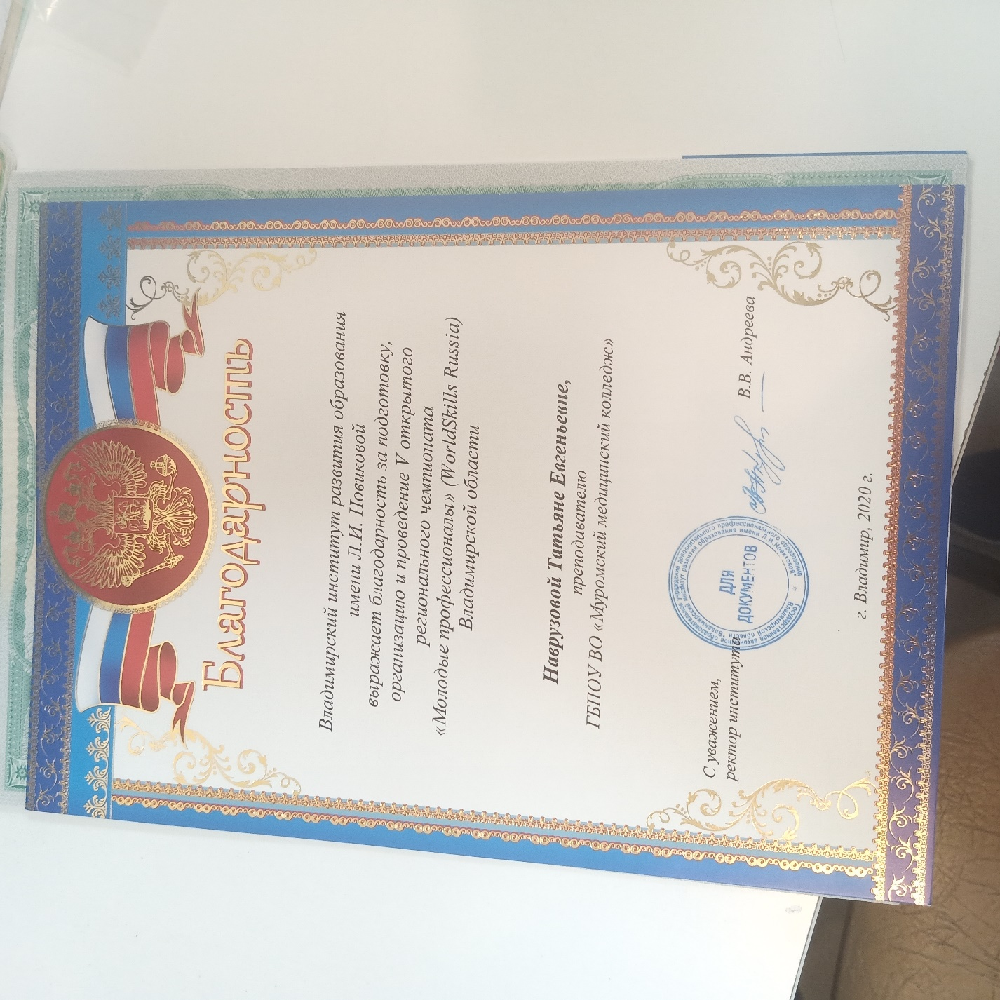 Благодарность
Владимирский институт развития образования
имени Л.И. Новиковой
выражает благодарность за подготовку,
организацию и проведение V открытого
регионального чемпионата
«Молодые профессионалы» (WorldSkills Russia)
Владимирской области
Наврузовой Татьяне Евгеньевне,
преподавателю
ГБПОУ ВО «Муромский медицинский колледж»
С уважением,
ректор института
В.В. Андреева
Государственное автономное образовательное учреждение дополнительного профессионального образования
Владимирской области "Владимирский институт развития образования имени Л.И.Новиковой"
ДЛЯ
ДОКУМЕНТОВ
г. Владимир, 2020 г.